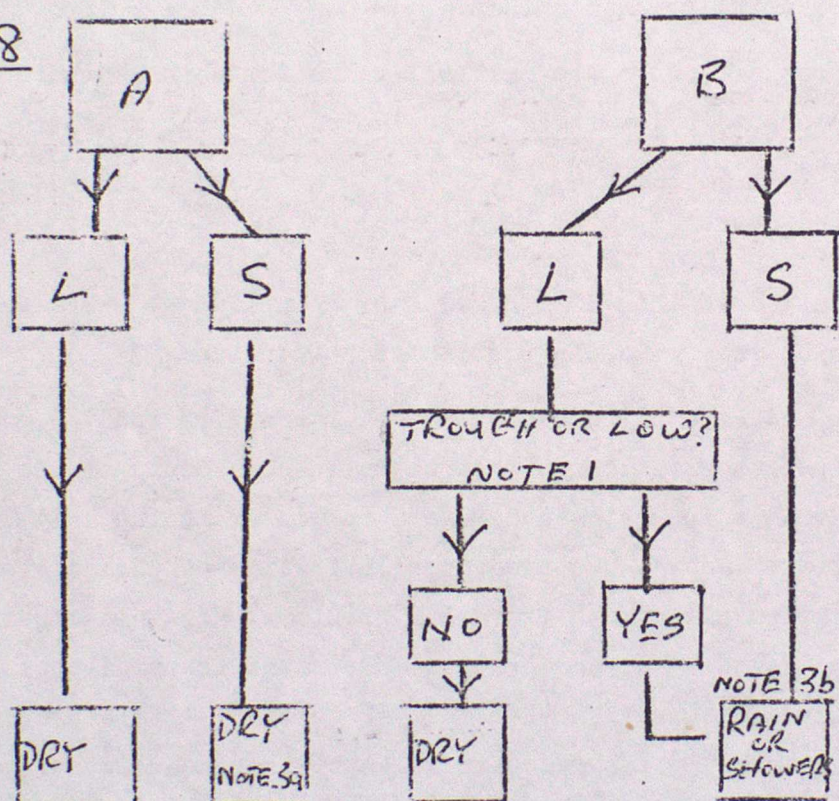 8
A
B
L
S
L
S
TROUGH OR LOW?
NOTE 1
NO
YES
NOTE 3b
DRY
DRY
NOTE 3a
DRY
RAIN
OR
SHOWERS